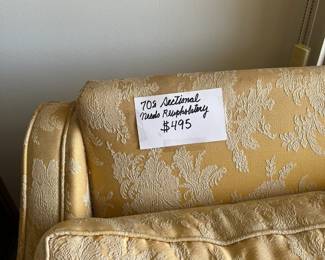 70s Sectional
Needs Reupholstery
$495